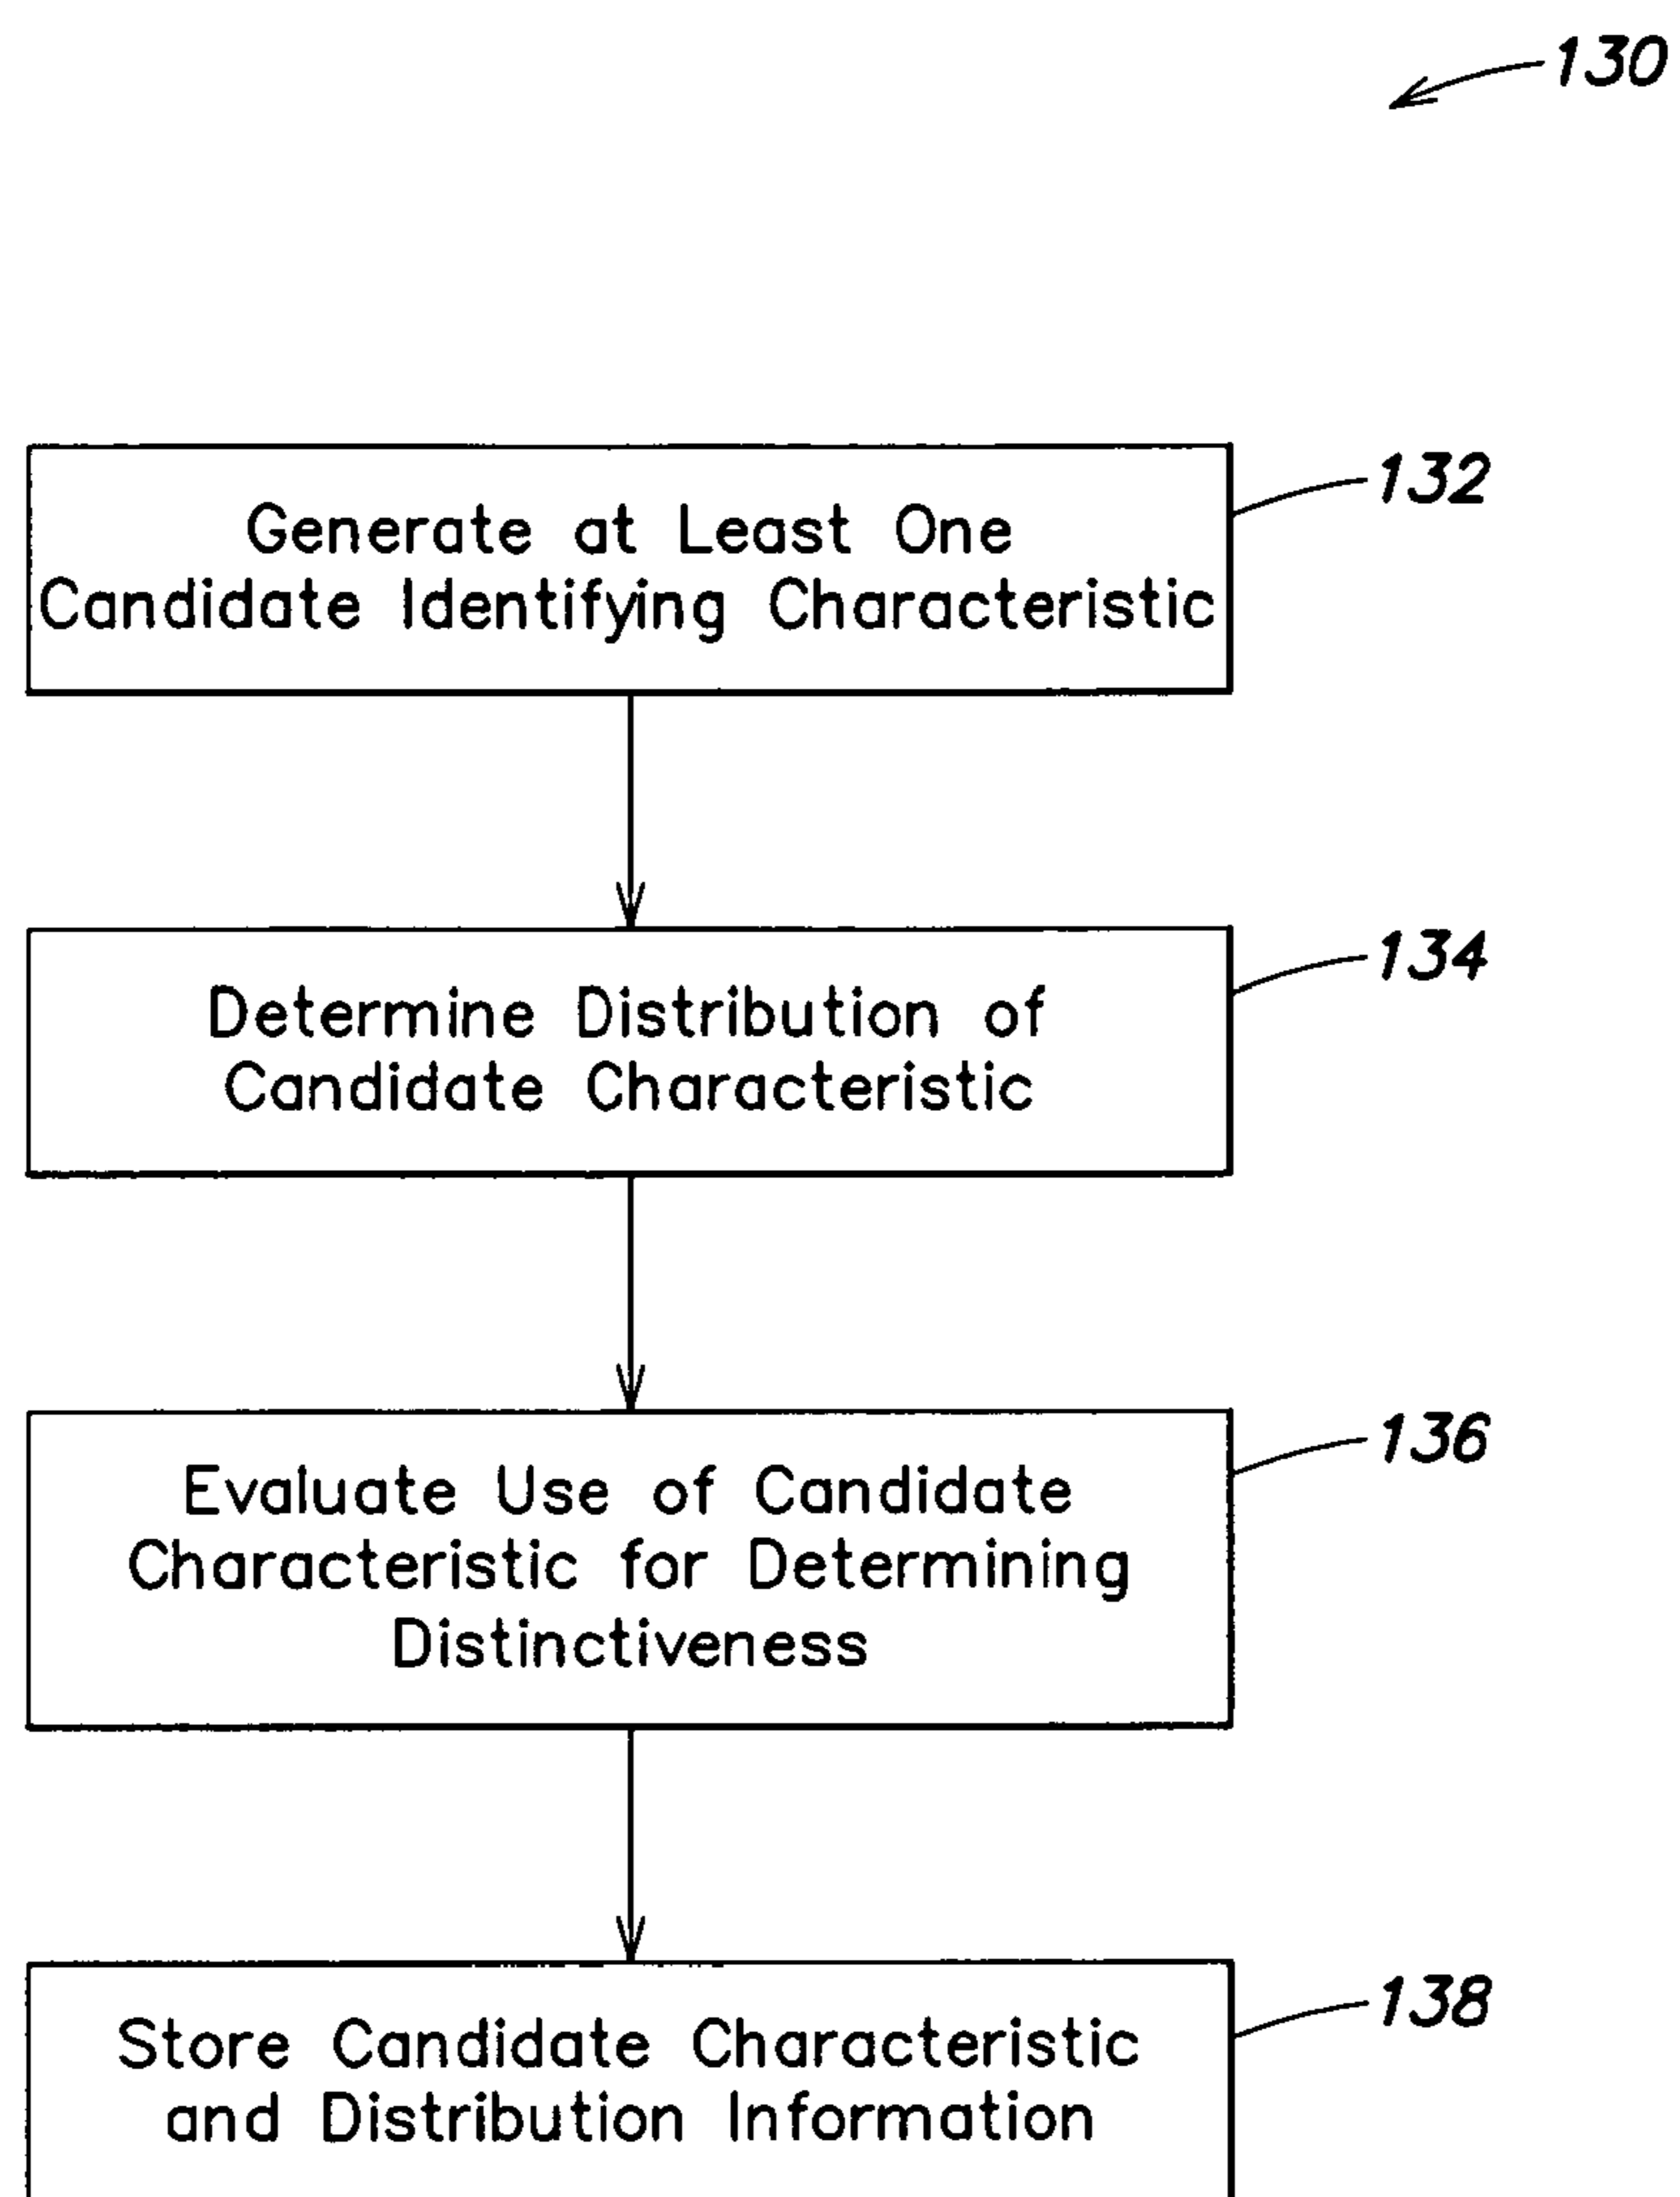 130
Generate at Least One
Candidate Identifying Characteristic
132
Determine Distribution of
Candidate Characteristic
134
Evaluate Use of Candidate
Characteristic for Determining
Distinctiveness
136
Store Candidate Characteristic
and Distribution Information
138